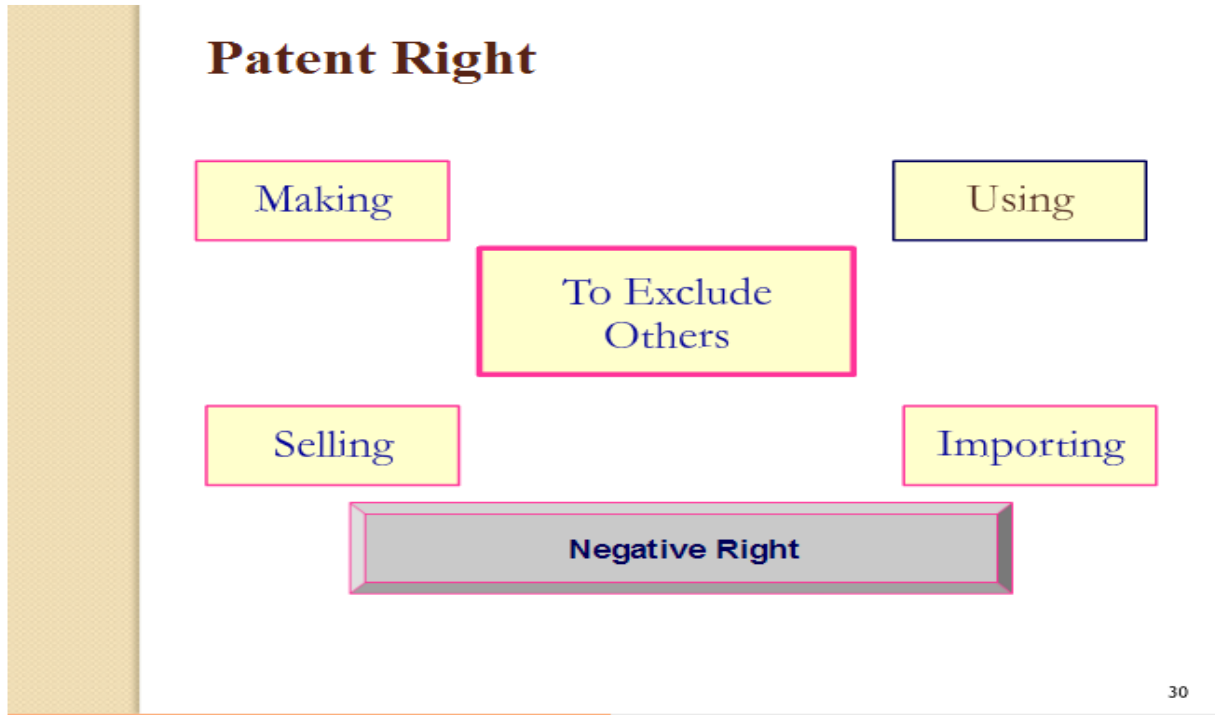 Patent Right
Making
Using
To Exclude
Others
Selling
Importing
Negative Right
30